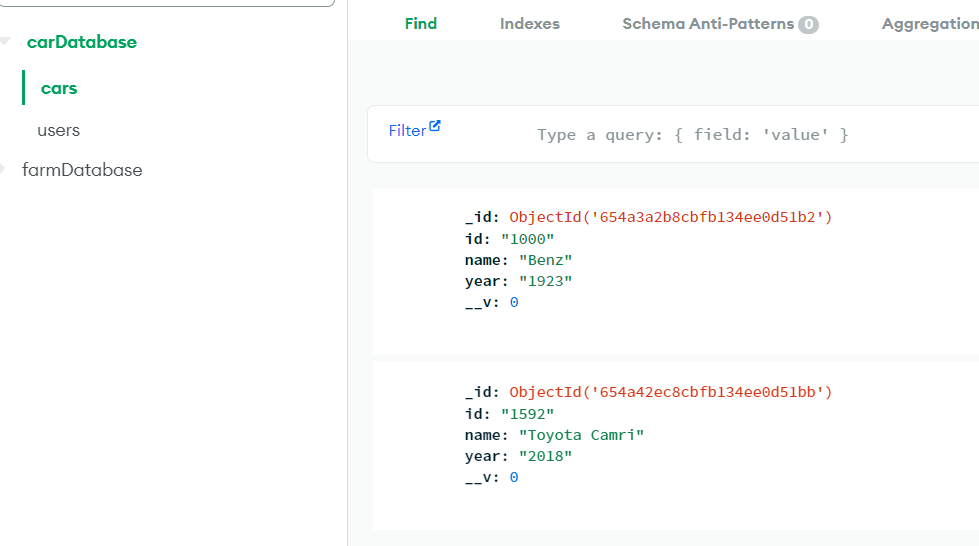 carDatabase
cars
users
farmDatabase
Find Indexes Schema Anti-Patterns 0 Aggregation
Filter Type a query: { field: 'value' }
_id: ObjectId('654a3a2b8cbfb134ee0d51b2')
id: "1000"
name: "Benz"
year: "1923"
__v: 0
_id: ObjectId('654a42ec8cbfb134ee0d51bb')
id: "1592"
name: "Toyota Camri"
year: "2018"
__v: 0